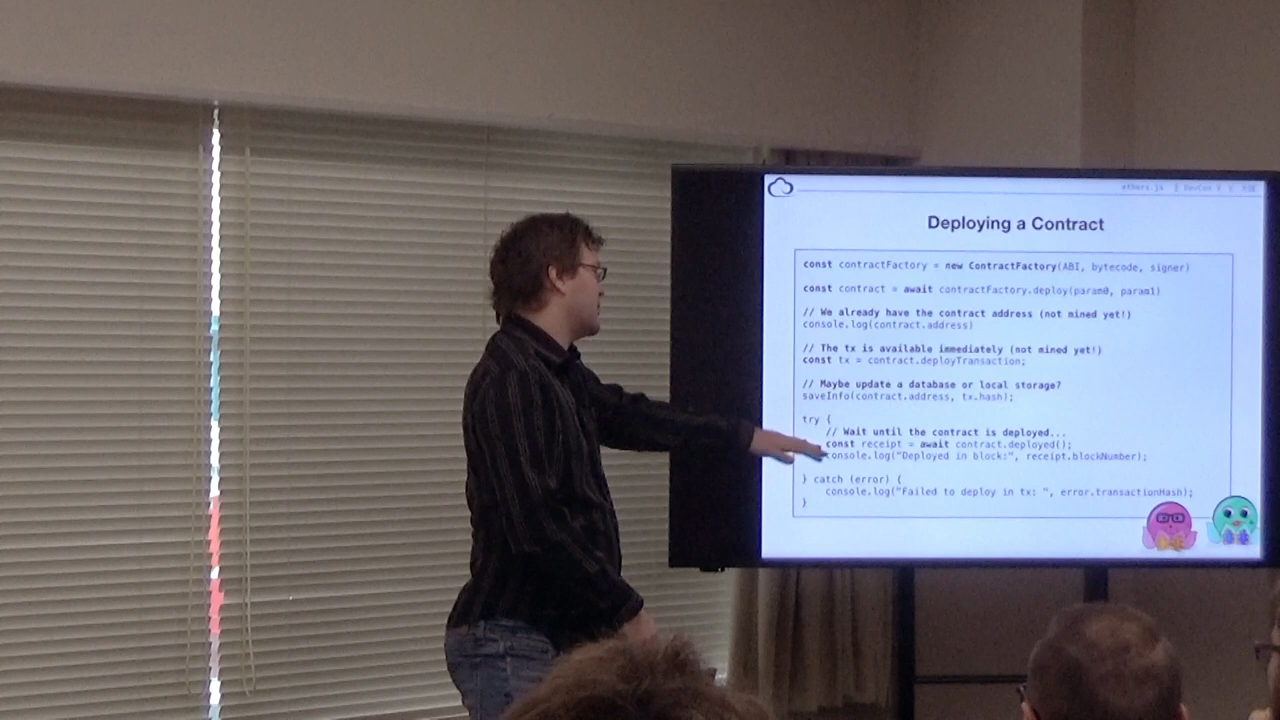 ethers.js | DevCon V
Deploying a Contract
const contractFactory = new ContractFactory(ABI, bytecode, signer)
const contract = await contractFactory.deploy(param0, param1)
// We already have the contract address (not mined yet!)
console.log(contract.address)
// The tx is available immediately (not mined yet!)
const tx = contract.deployTransaction;
// Maybe update a database or local storage?
saveInfo(contract.address, tx.hash);
try {
// Wait until the contract is deployed...
const receipt = await contract.deployed();
console.log("Deployed in block:", receipt.blockNumber);
} catch (error) {
console.log("Failed to deploy in tx: ", error.transactionHash);
}